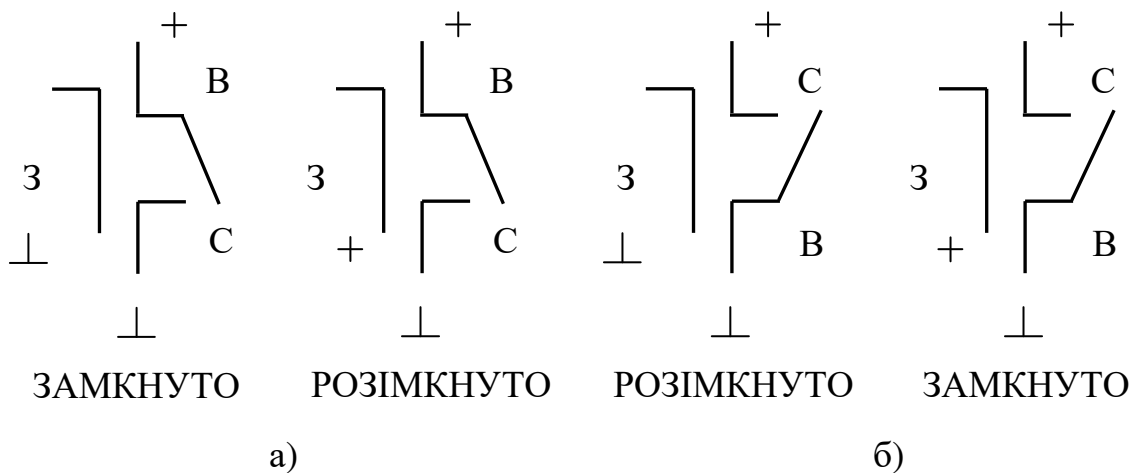 + + + +
В В С С
З З З З
С С В В
⊥ + ⊥ +
⊥ ⊥ ⊥ ⊥
ЗАМКНУТО РОЗІМКНУТО РОЗІМКНУТО ЗАМКНУТО
а) б)